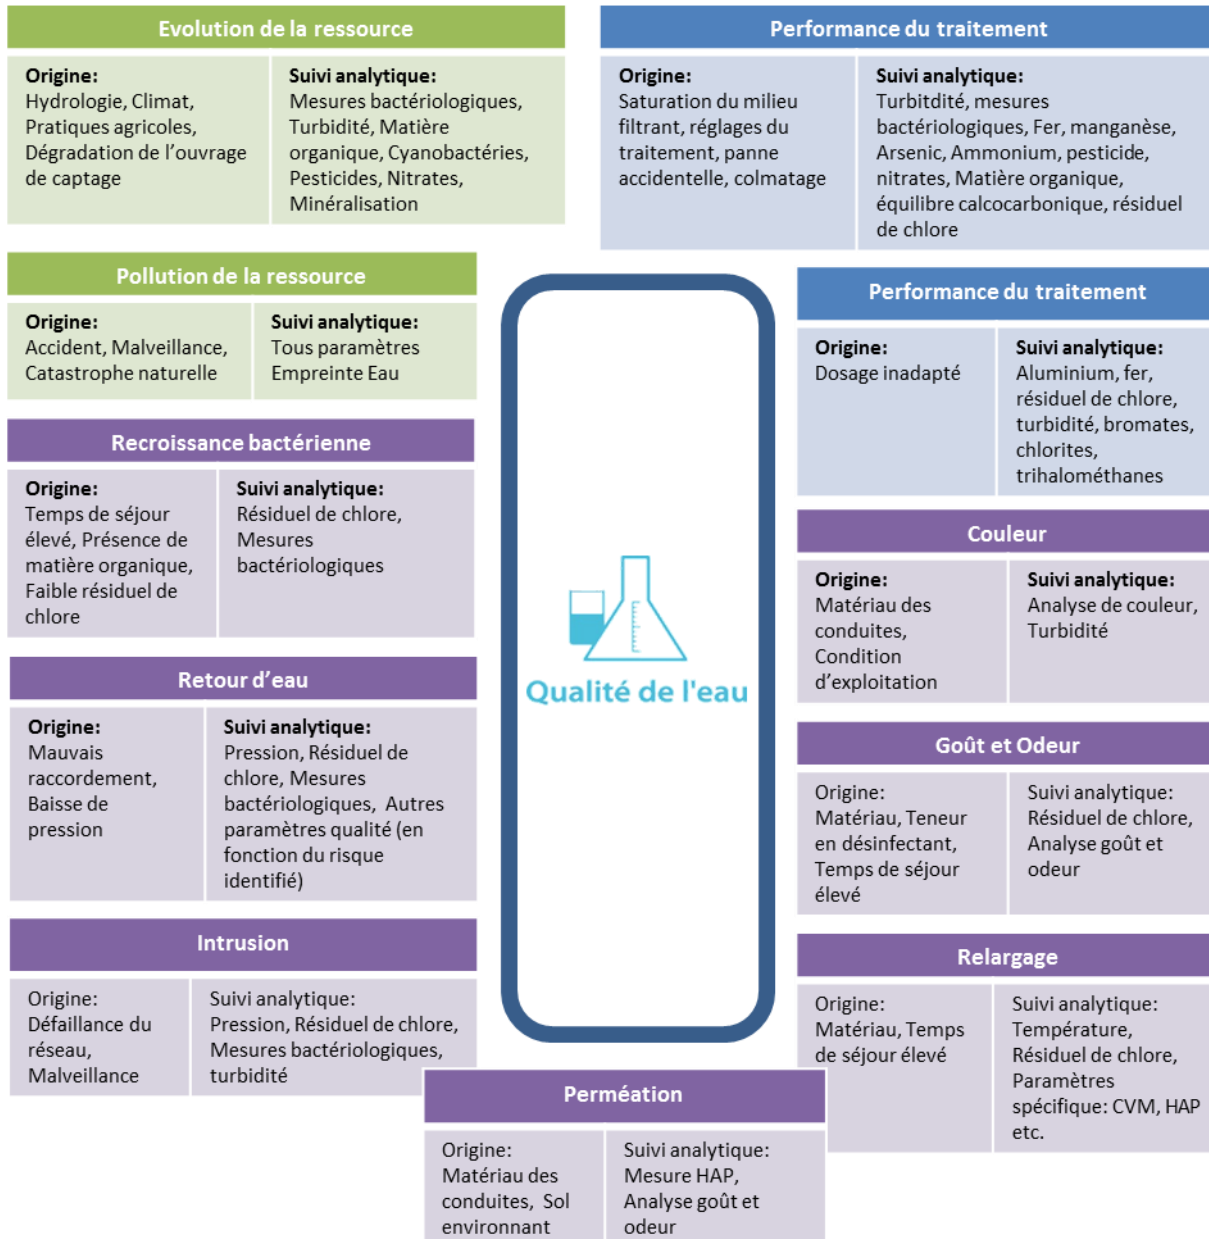 Evolution de la ressource
Origine:
Hydrologie, Climat,
Pratiques agricoles,
Dégradation de l'ouvrage
de captage
Suivi analytique:
Mesures bactériologiques,
Turbidité, Matière
organique, Cyanobactéries,
Pesticides, Nitrates,
Minéralisation
Performance du traitement
Origine:
Saturation du milieu
filtrant, réglages du
traitement, panne
accidentelle, colmatage
Suivi analytique:
Turbitdité, mesures
bactériologiques, Fer, manganèse,
Arsenic, Ammonium, pesticide,
nitrates, Matière organique,
équilibre calcocarbonique, résiduel
de chlore
Pollution de la ressource
Origine:
Accident, Malveillance,
Catastrophe naturelle
Suivi analytique:
Tous paramètres
Empreinte Eau
Performance du traitement
Origine:
Dosage inadapté
Suivi analytique:
Aluminium, fer,
résiduel de chlore,
turbidité, bromates,
chlorites,
trihalométhanes
Recroissance bactérienne
Origine:
Temps de séjour
élevé, Présence de
matière organique,
Faible résiduel de
chlore
Suivi analytique:
Résiduel de chlore,
Mesures
bactériologiques
Couleur
Origine:
Matériau des
conduites,
Condition
d'exploitation
Suivi analytique:
Analyse de couleur,
Turbidité
Qualité de l'eau
Retour d'eau
Origine:
Mauvais
raccordement,
Baisse de
pression
Suivi analytique:
Pression, Résiduel de
chlore, Mesures
bactériologiques, Autres
paramètres qualité (en
fonction du risque
identifié)
Goût et Odeur
Origine:
Matériau, Teneur
en désinfectant,
Temps de séjour
élevé
Suivi analytique:
Résiduel de chlore,
Analyse goût et
odeur
Intrusion
Origine:
Défaillance du
réseau,
Malveillance
Suivi analytique:
Pression, Résiduel de chlore,
Mesures bactériologiques,
turbidité
Relargage
Origine:
Matériau, Temps
de séjour élevé
Suivi analytique:
Température,
Résiduel de chlore,
Paramètres
spécifique: CVM, HAP
etc.
Perméation
Origine:
Matériau des
conduites, Sol
environnant
Suivi analytique:
Mesure HAP,
Analyse goût et
odeur